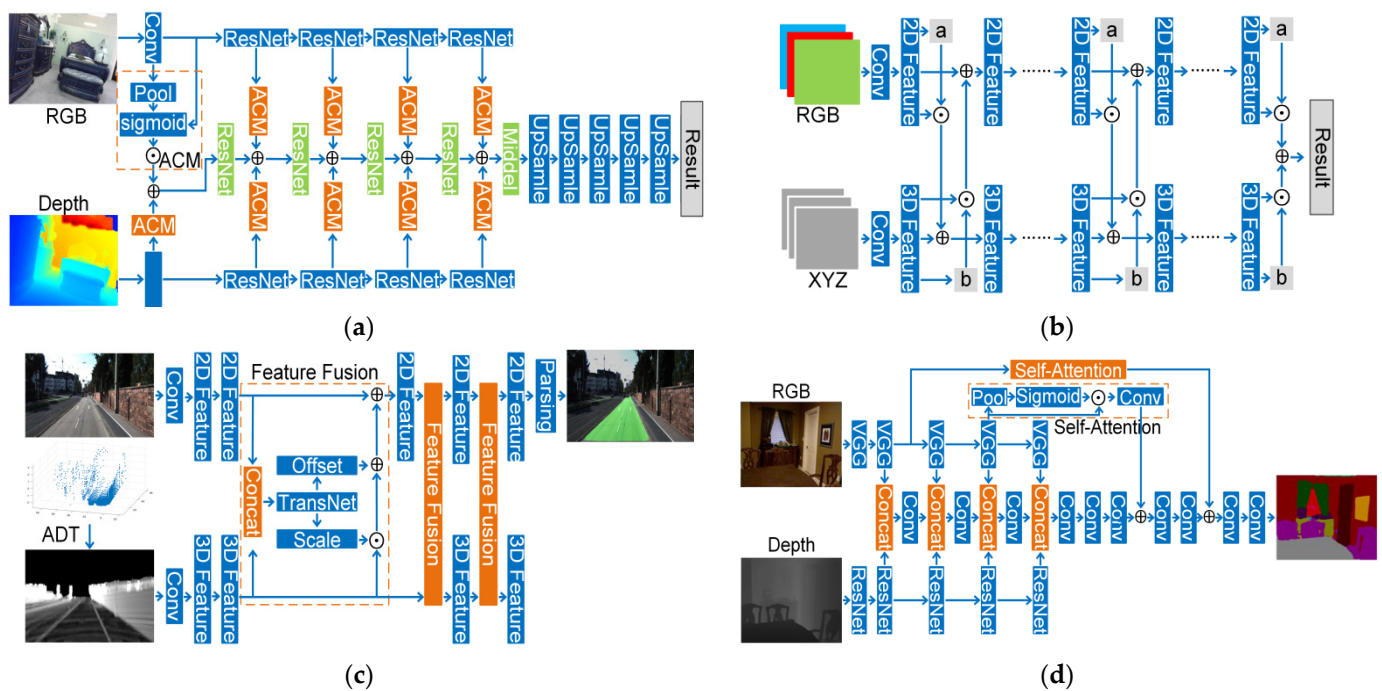 RGB
Conv
Pool
sigmoid
ACM
Depth
ACM
ResNet ResNet ResNet ResNet
ACM ACM ACM ACM
ResNet ResNet ResNet ResNet Middel
UpSamle UpSamle UpSamle UpSamle UpSamle
Result
ACM ACM ACM ACM
ResNet ResNet ResNet ResNet
(a)
RGB
Conv
2D Feature a 2D Feature ...... 2D Feature a 2D Feature ...... 2D Feature a
Result
XYZ
Conv
3D Feature b 3D Feature ...... 3D Feature b 3D Feature ...... 3D Feature b
(b)
Conv 2D Feature 2D Feature
Feature Fusion
Concat
Offset
TransNet
Scale
2D Feature
Feature Fusion
2D Feature
Feature Fusion
2D Feature
Parsing
ADT
Conv 3D Feature 3D Feature
3D Feature 3D Feature
(c)
RGB
Self-Attention
Pool Sigmoid Conv
Self-Attention
VGG VGG VGG VGG VGG
Concat Conv Concat Conv Concat Conv Concat Conv Conv Conv Conv Conv Conv Conv Conv
Depth
ResNet ResNet ResNet ResNet ResNet
(d)